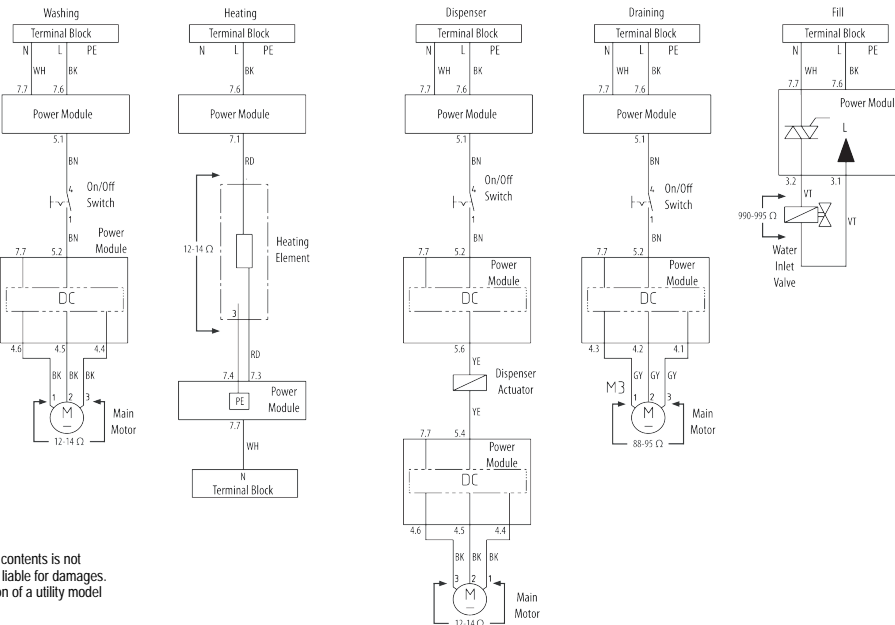 Washing
Terminal Block
N L PE
WH BK
7.7 7.6
Power Module
5.1
BN
4
On/Off
Switch
1
BN
Power
Module
7.7 5.2
DC
4.6 4.5 4.4
BK BK BK
1 2 3
M
Main
Motor
12-14 Ω
Heating
Terminal Block
N L PE
BK
7.6
Power Module
7.1
RD
12-14 Ω
Heating
Element
3
RD
7.4 7.3
PE
Power
Module
7.7
WH
N
Terminal Block
Dispenser
Terminal Block
N L PE
WH BK
7.7 7.6
Power Module
5.1
BN
4
On/Off
Switch
1
BN
7.7 5.2
Power
Module
DC
5.6
YE
Dispenser
Actuator
YE
7.7 5.4
Power
Module
DC
4.6 4.5 4.4
BK BK BK
3 2 1
M
Main
Motor
12-14 Ω
Draining
Terminal Block
N L PE
WH BK
7.7 7.6
Power Module
5.1
BN
4
On/Off
Switch
1
BN
7.7 5.2
Power
Module
DC
4.3 4.2 4.1
GY GY GY
M3
1 2 3
M
Main
Motor
88-95 Ω
Fill
Terminal Block
N L PE
WH BK
7.7 7.6
Power Modul
L
3.2 3.1
VT
990-995 Ω
VT
Water
Inlet
Valve
contents is not
liable for damages.
on of a utility model